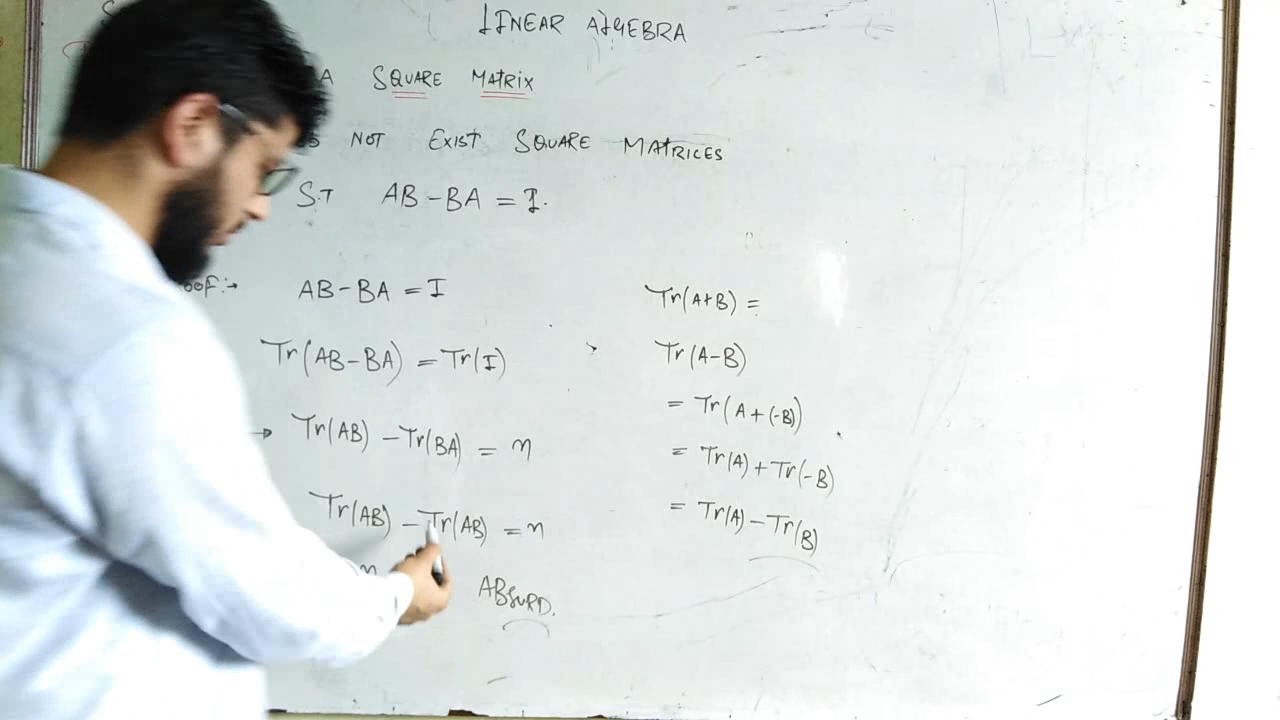 LINEAR ALGEBRA
A SQUARE MATRIX
NOT EXIST SQUARE MATRICES
S.T AB - BA = I.
oof:→ AB - BA = I
Tr(AB - BA) = Tr(I)
→ Tr(AB) - Tr(BA) = n
Tr(AB) - Tr(AB) = n
n ABSURD.
Tr(A+B) =
Tr(A-B)
= Tr(A + (-B))
= Tr(A) + Tr(-B)
= Tr(A) - Tr(B)